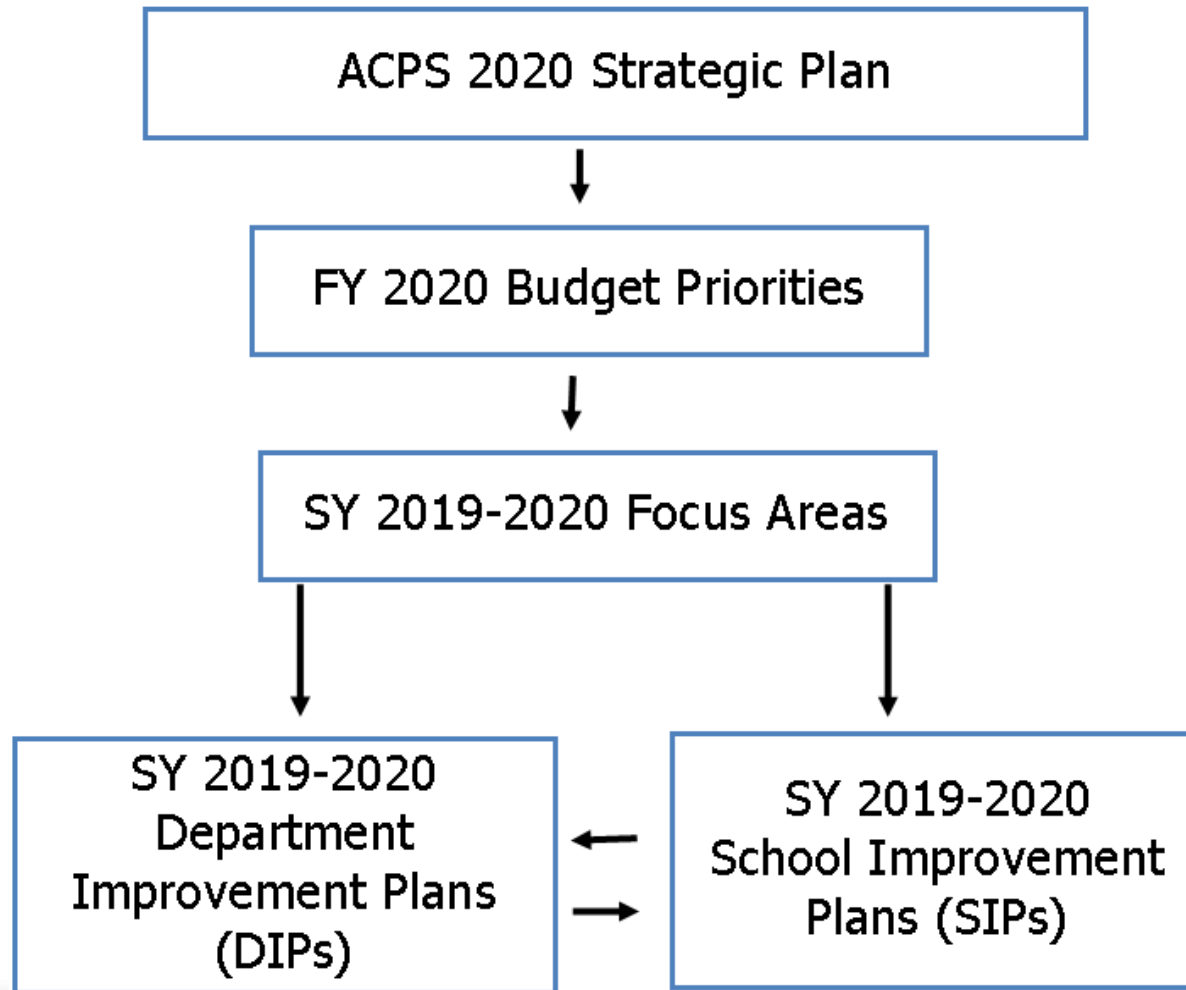 ACPS 2020 Strategic Plan
FY 2020 Budget Priorities
SY 2019-2020 Focus Areas
SY 2019-2020
Department
Improvement Plans
(DIPs)
SY 2019-2020
School Improvement
Plans (SIPs)